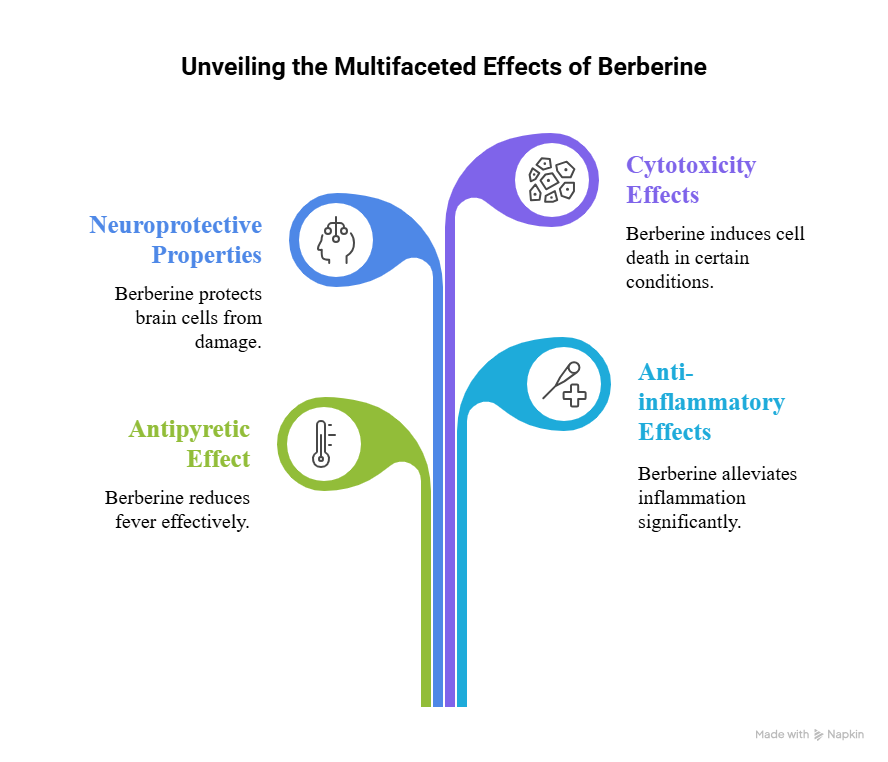 Unveiling the Multifaceted Effects of Berberine
Neuroprotective
Properties
Berberine protects
brain cells from
damage.
Cytotoxicity
Effects
Berberine induces cell
death in certain
conditions.
Antipyretic
Effect
Berberine reduces
fever effectively.
Anti-
inflammatory
Effects
Berberine alleviates
inflammation
significantly.
Made with Napkin